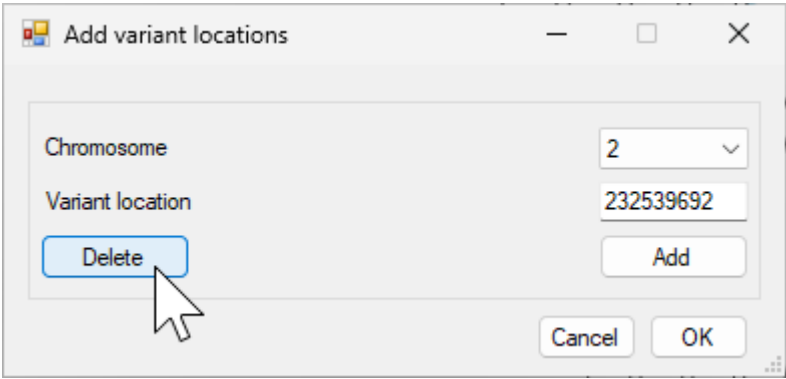 Add variant locations
Chromosome 2
Variant location 232539692
Delete Add
Cancel OK